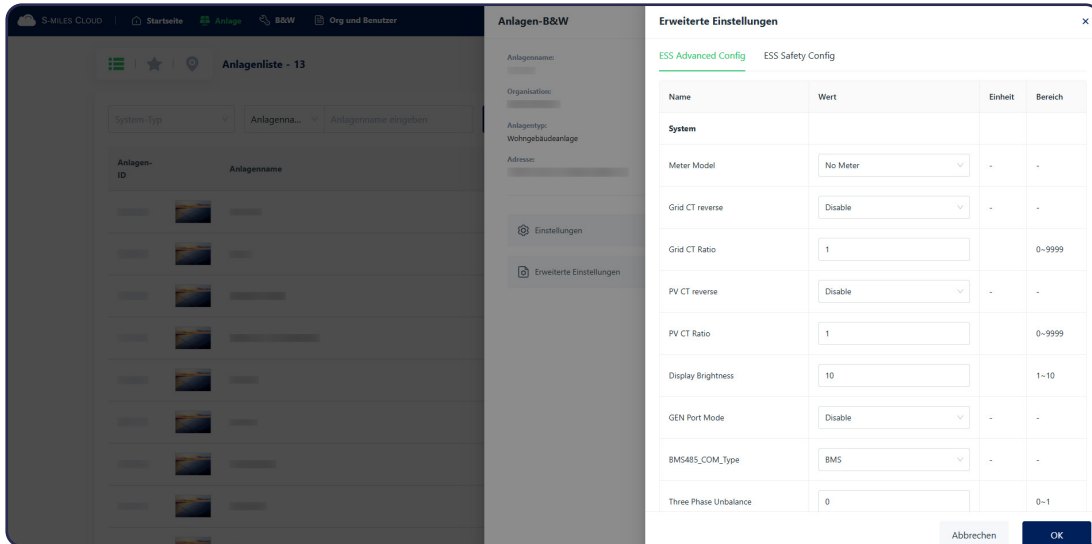 S-MILES CLOUD
Startseite
Anlage
B&W
Org und Benutzer
Anlagenliste - 13
System-Typ
Anlagenna...
Anlagenname eingeben
Anlagen-ID
Anlagenname
Anlagen-B&W
Anlagenname:
Organisation:
Anlagentyp:
Wohngebäudeanlage
Adresse:
Einstellungen
Erweiterte Einstellungen
Erweiterte Einstellungen
ESS Advanced Config ESS Safety Config
Name Wert Einheit Bereich
System
Meter Model No Meter - -
Grid CT reverse Disable - -
Grid CT Ratio 1 0~9999
PV CT reverse Disable - -
PV CT Ratio 1 0~9999
Display Brightness 10 1~10
GEN Port Mode Disable - -
BMS485_COM_Type BMS - -
Three Phase Unbalance 0 0~1
Abbrechen OK